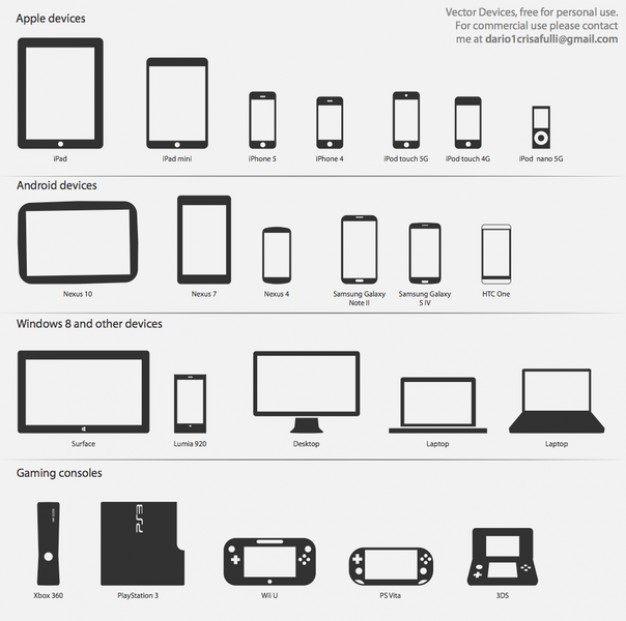 Apple devices
Vector Devices, free for personal use.
For commercial use please contact
me at dario1crisafulli@gmail.com
iPad
iPad mini
iPhone 5
iPhone 4
iPod touch 5G
iPod touch 4G
iPod nano 5G
Android devices
Nexus 10
Nexus 7
Nexus 4
Samsung Galaxy
Note II
Samsung Galaxy
S IV
HTC One
Windows 8 and other devices
Surface
Lumia 920
Desktop
Laptop
Laptop
Gaming consoles
PS3
Xbox 360
PlayStation 3
Wii U
PS Vita
3DS